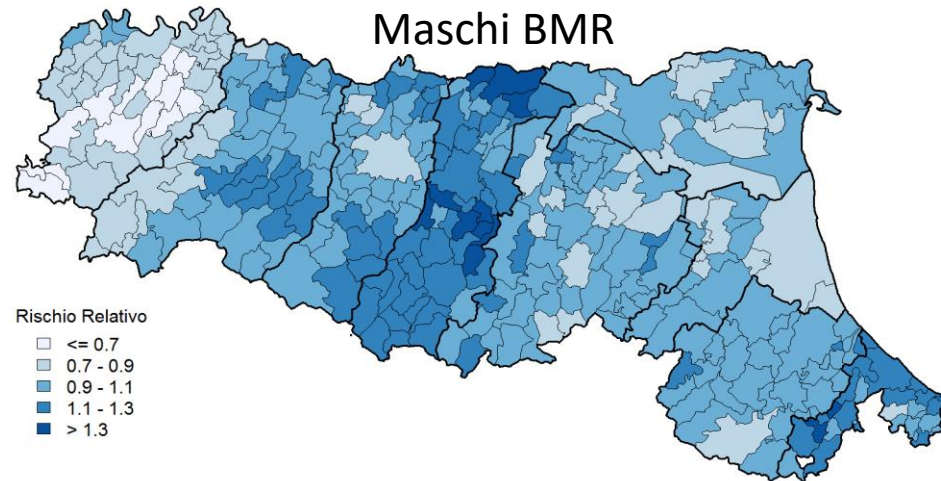 Maschi BMR
Rischio Relativo
<= 0.7
0.7 - 0.9
0.9 - 1.1
1.1 - 1.3
> 1.3